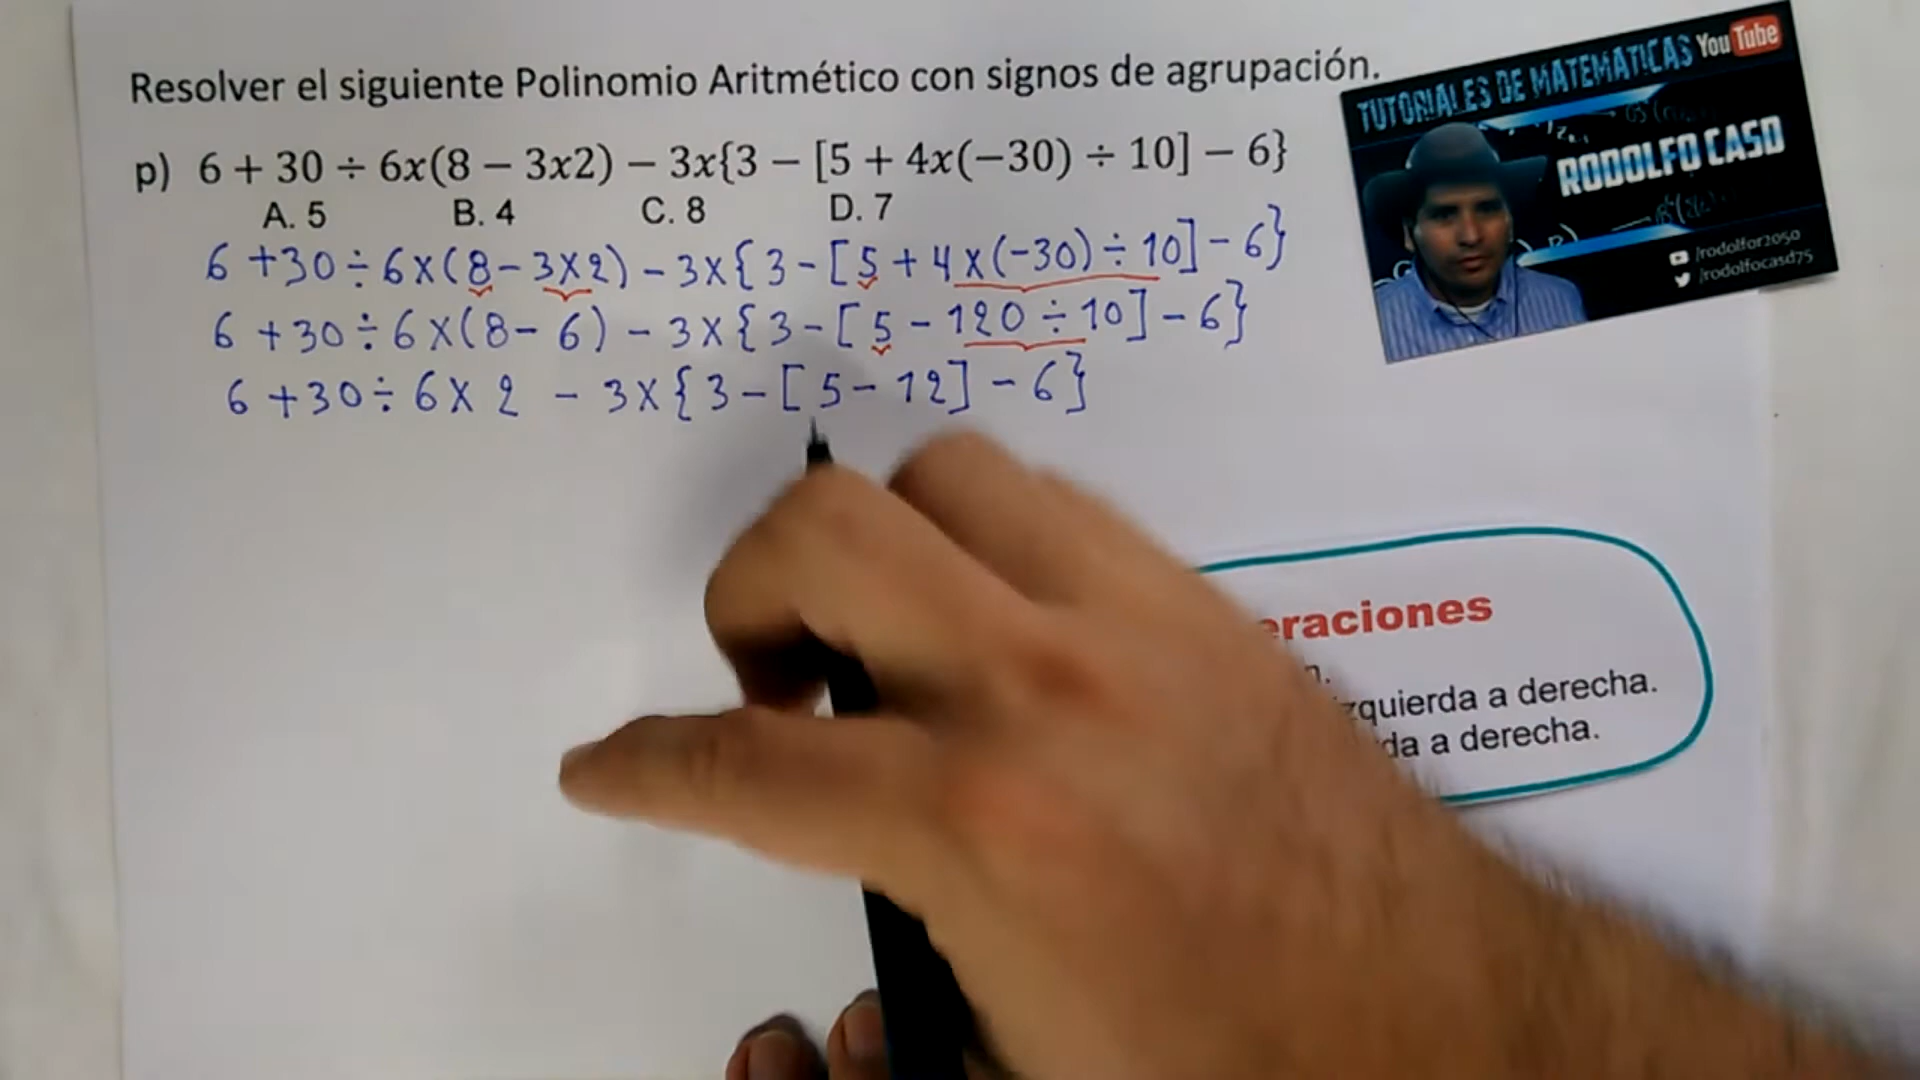 Resolver el siguiente Polinomio Aritmético con signos de agrupación.
p) 6 + 30 ÷ 6x(8 − 3x2) − 3x{3 − [5 + 4x(−30) ÷ 10] − 6}
A. 5 B. 4 C. 8 D. 7
6 + 30 ÷ 6 x (8 − 3 x 2) − 3 x {3 − [5 + 4 x (−30) ÷ 10] − 6}
6 + 30 ÷ 6 x (8 − 6) − 3 x {3 − [5 − 120 ÷ 10] − 6}
6 + 30 ÷ 6 x 2 − 3 x {3 − [5 − 12] − 6}
TUTORIALES DE MATEMATICAS YouTube
RODOLFO CASD
/rodolfor2050
/rodolfocasd75
eraciones
n.
zquierda a derecha.
da a derecha.